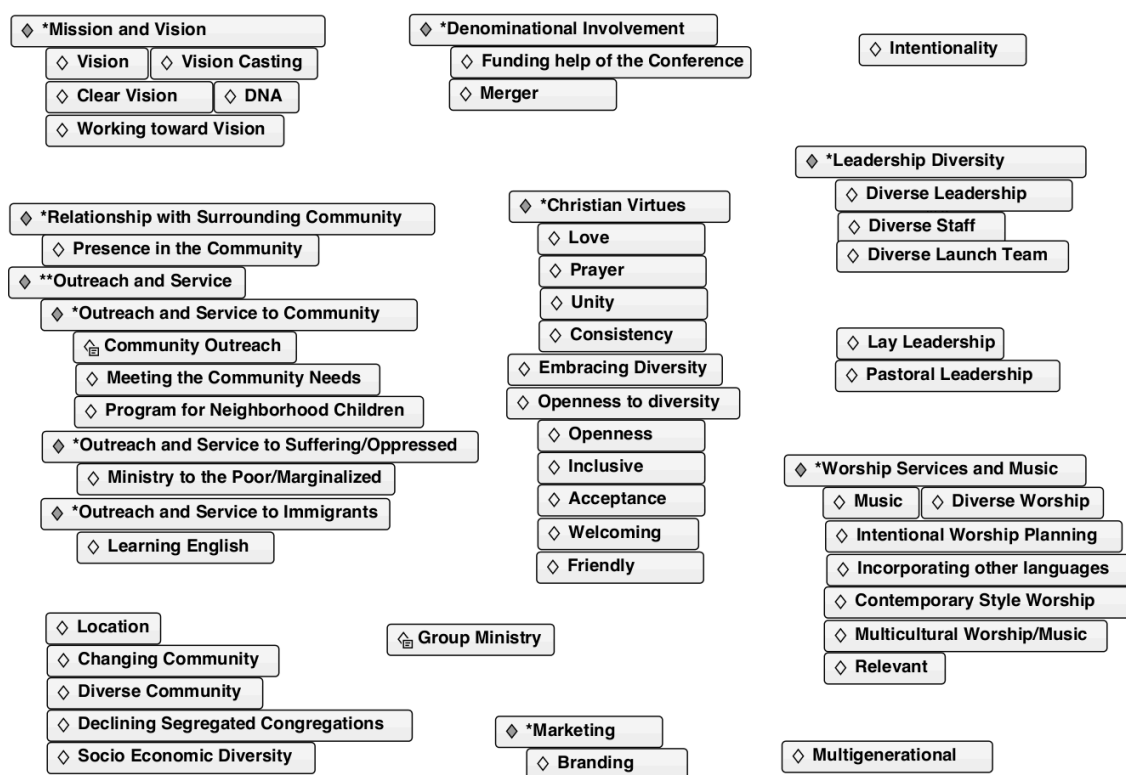 *Mission and Vision
Vision
Vision Casting
Clear Vision
DNA
Working toward Vision
*Denominational Involvement
Funding help of the Conference
Merger
Intentionality
*Leadership Diversity
Diverse Leadership
Diverse Staff
Diverse Launch Team
*Relationship with Surrounding Community
Presence in the Community
**Outreach and Service
*Outreach and Service to Community
Community Outreach
Meeting the Community Needs
Program for Neighborhood Children
*Outreach and Service to Suffering/Oppressed
Ministry to the Poor/Marginalized
*Outreach and Service to Immigrants
Learning English
*Christian Virtues
Love
Prayer
Unity
Consistency
Embracing Diversity
Openness to diversity
Openness
Inclusive
Acceptance
Welcoming
Friendly
Lay Leadership
Pastoral Leadership
*Worship Services and Music
Music
Diverse Worship
Intentional Worship Planning
Incorporating other languages
Contemporary Style Worship
Multicultural Worship/Music
Relevant
Location
Changing Community
Diverse Community
Declining Segregated Congregations
Socio Economic Diversity
Group Ministry
*Marketing
Branding
Multigenerational